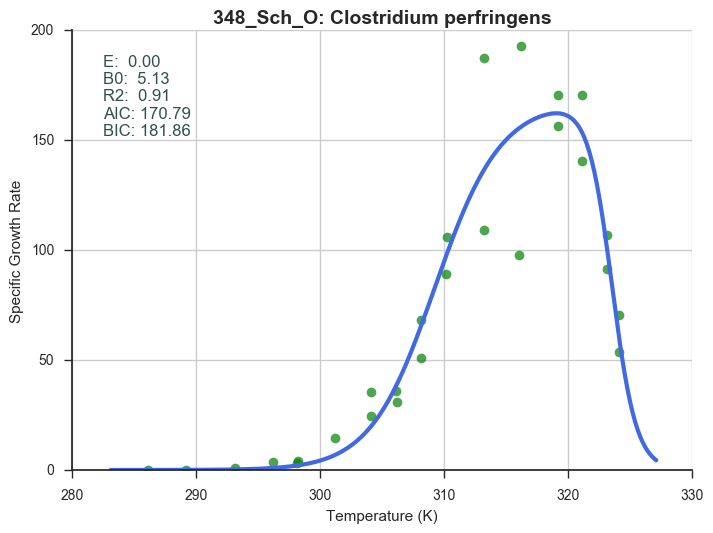 348_Sch_O: Clostridium perfringens
E: 0.00
B0: 5.13
R2: 0.91
AIC: 170.79
BIC: 181.86
Specific Growth Rate
200
150
100
50
0
280 290 300 310 320 330
Temperature (K)